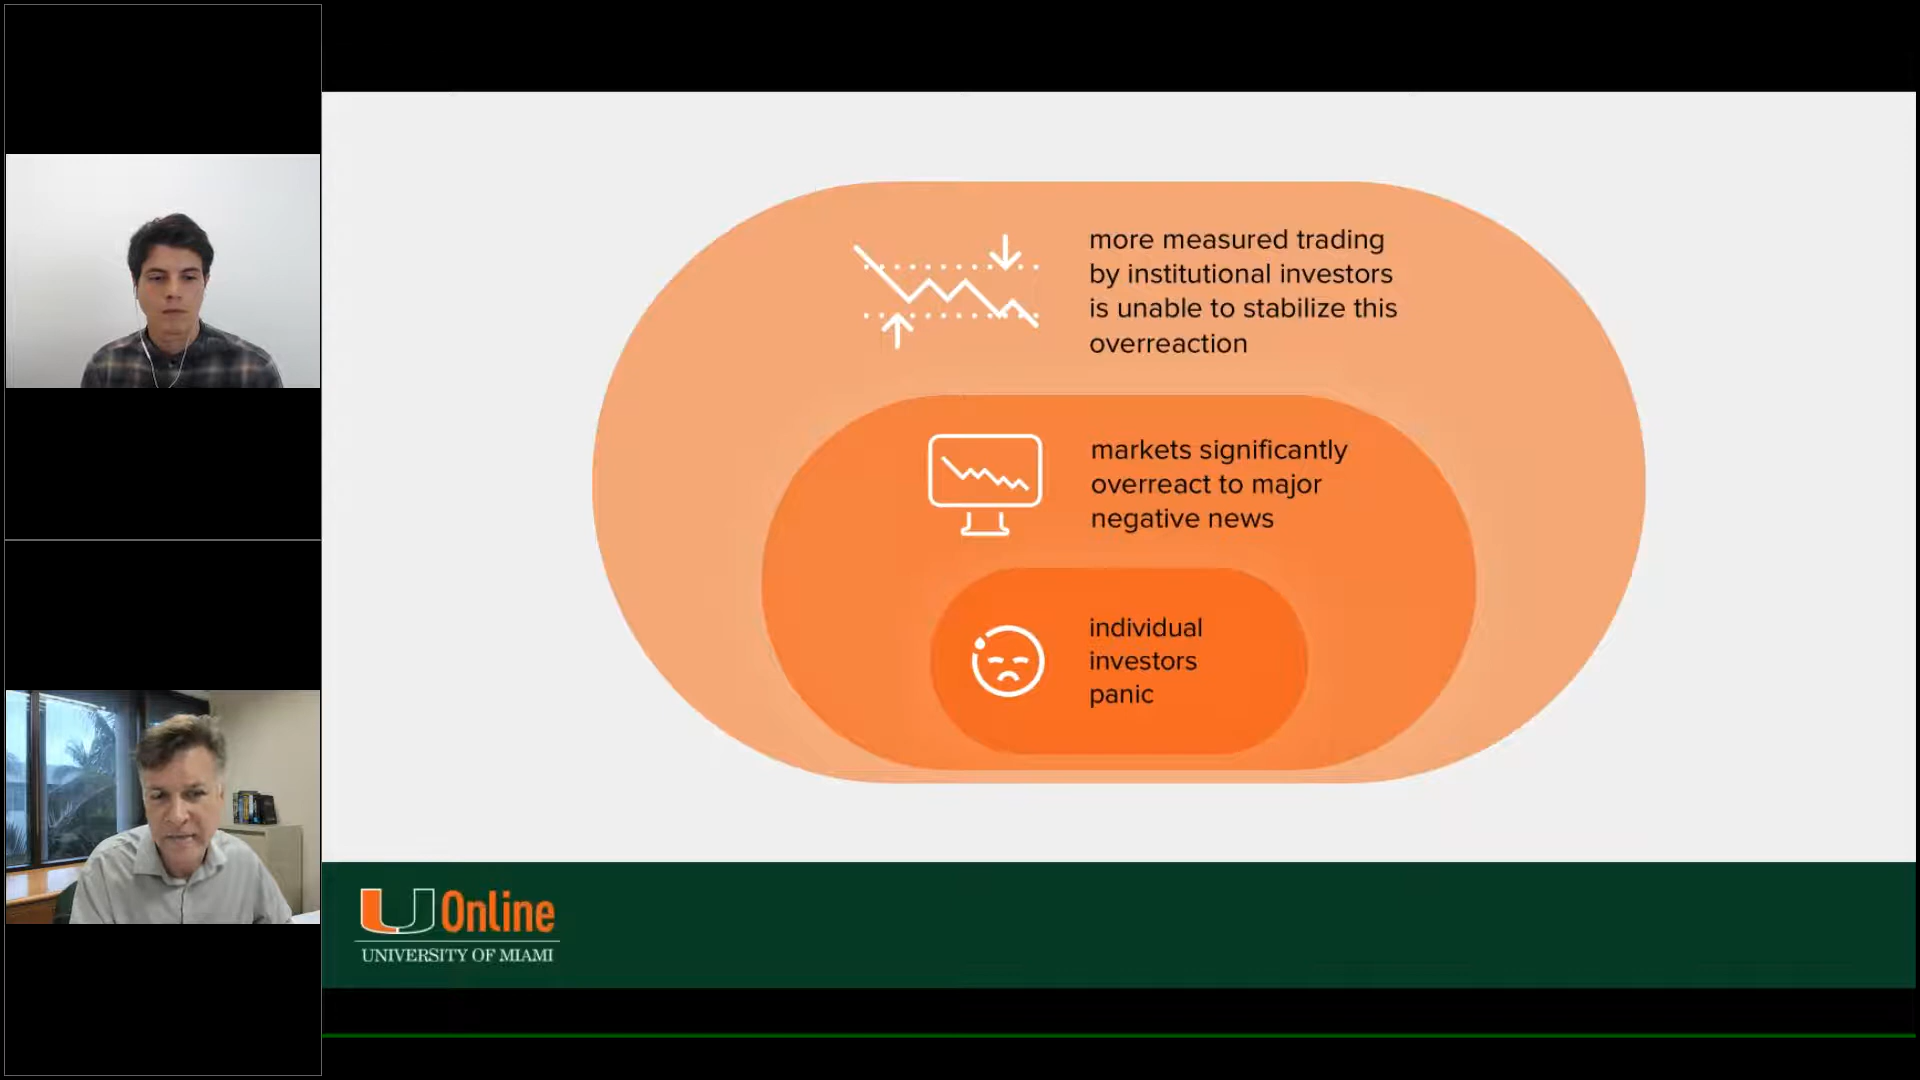 more measured trading
by institutional investors
is unable to stabilize this
overreaction
markets significantly
overreact to major
negative news
individual
investors
panic
U Online
UNIVERSITY OF MIAMI